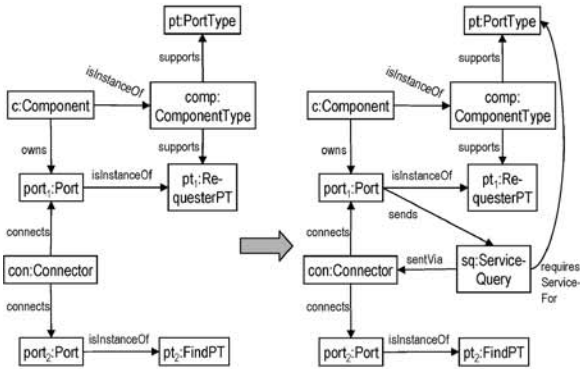 pt:PortType
supports
isInstanceOf
c:Component
comp:
ComponentType
owns
supports
isInstanceOf
port₁:Port
pt₁:Re-
questerPT
connects
con:Connector
connects
isInstanceOf
port₂:Port
pt₂:FindPT
pt:PortType
supports
isInstanceOf
c:Component
comp:
ComponentType
owns
supports
isInstanceOf
port₁:Port
pt₁:Re-
questerPT
sends
connects
con:Connector
sentVia
sq:Service-
Query
requires
Service-
For
connects
isInstanceOf
port₂:Port
pt₂:FindPT